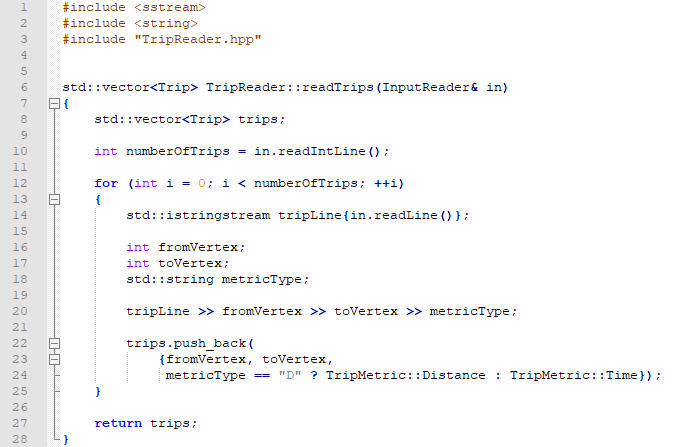 1 #include <sstream>
2 #include <string>
3 #include "TripReader.hpp"
4
5
6 std::vector<Trip> TripReader::readTrips(InputReader& in)
7 {
8     std::vector<Trip> trips;
9
10     int numberOfTrips = in.readIntLine();
11
12     for (int i = 0; i < numberOfTrips; ++i)
13     {
14         std::istringstream tripLine{in.readLine()};
15
16         int fromVertex;
17         int toVertex;
18         std::string metricType;
19
20         tripLine >> fromVertex >> toVertex >> metricType;
21
22         trips.push_back(
23             {fromVertex, toVertex,
24              metricType == "D" ? TripMetric::Distance : TripMetric::Time});
25     }
26
27     return trips;
28 }